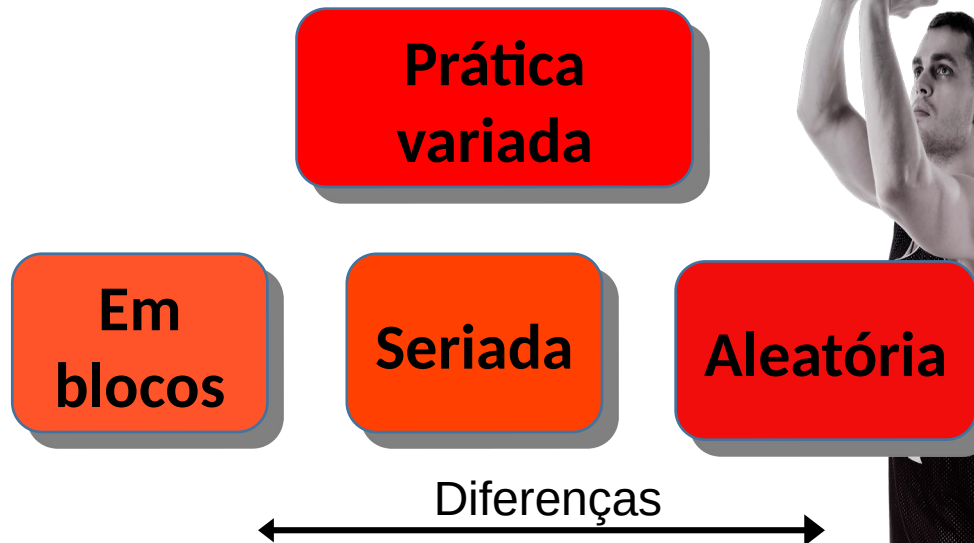 Prática
variada
Em
blocos
Seriada
Aleatória
Diferenças